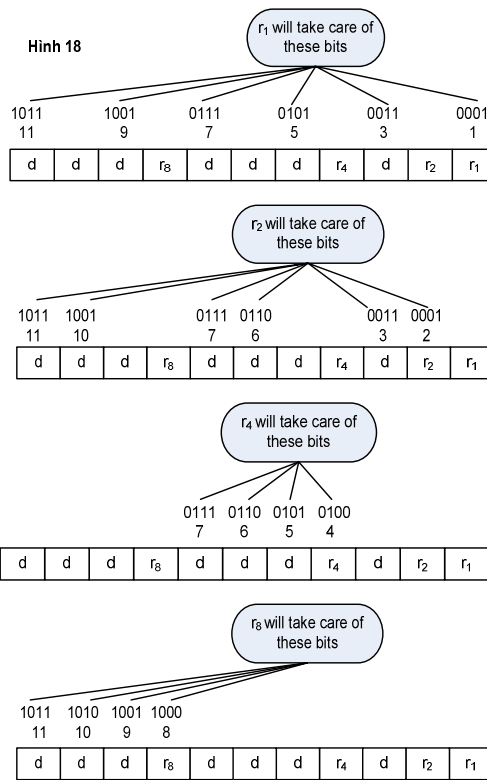 Hình 18
r₁ will take care of
these bits
1011 1001 0111 0101 0011 0001
11 9 7 5 3 1
d d d r₈ d d d r₄ d r₂ r₁
r₂ will take care of
these bits
1011 1001 0111 0110 0011 0001
11 10 7 6 3 2
d d d r₈ d d d r₄ d r₂ r₁
r₄ will take care of
these bits
0111 0110 0101 0100
7 6 5 4
d d d r₈ d d d r₄ d r₂ r₁
r₈ will take care of
these bits
1011 1010 1001 1000
11 10 9 8
d d d r₈ d d d r₄ d r₂ r₁